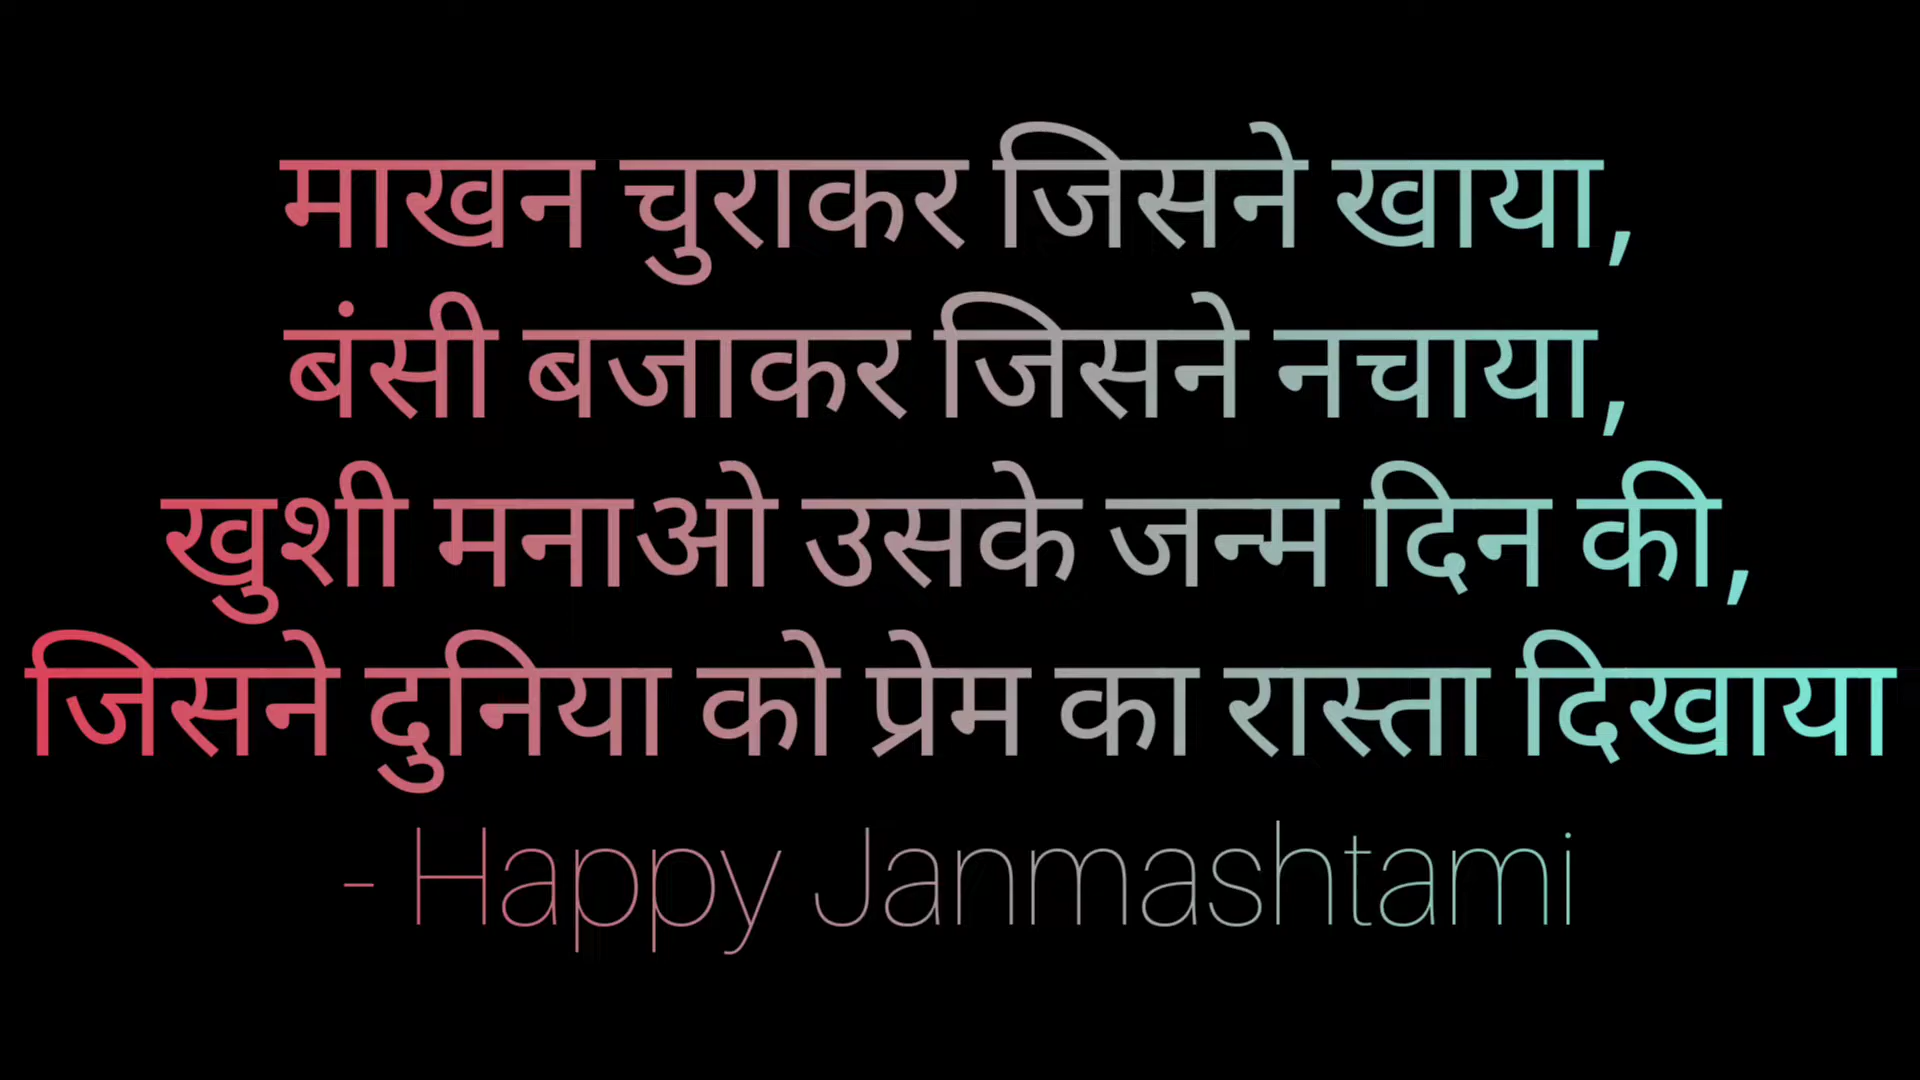 माखन चुराकर जिसने खाया,
बंसी बजाकर जिसने नचाया,
खुशी मनाओ उसके जन्म दिन की,
जिसने दुनिया को प्रेम का रास्ता दिखाया
- Happy Janmashtami